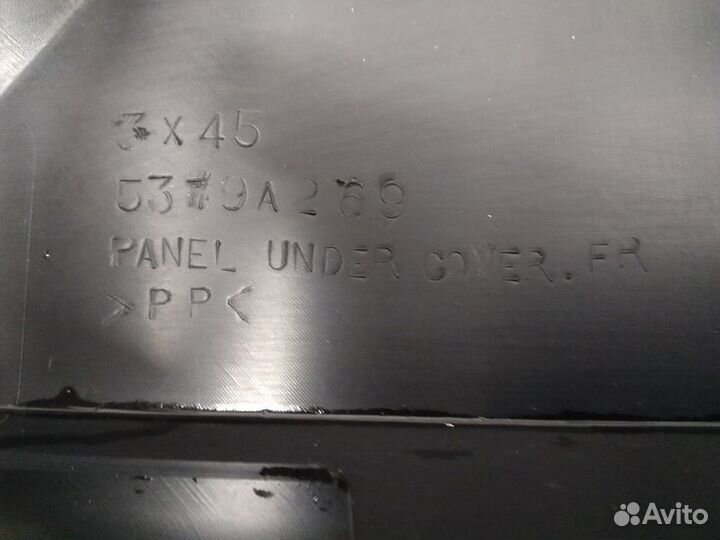 3X45
53#9A269
PANEL UNDER COVER.FR
>PP<
Avito